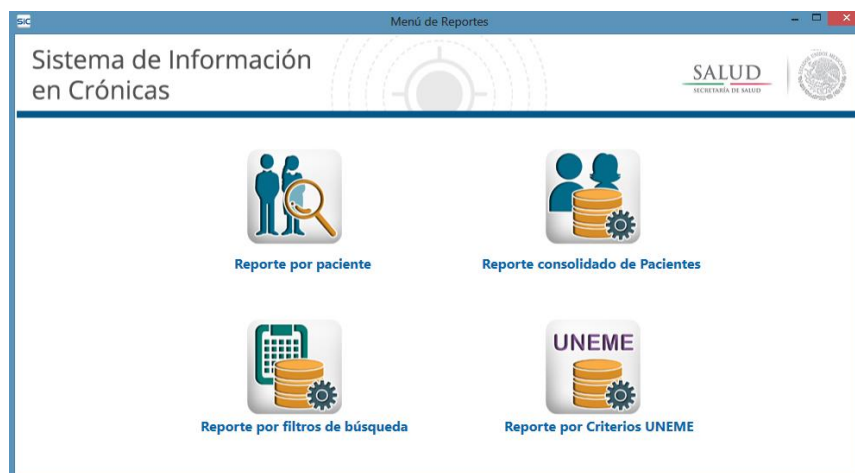 SIC
Menú de Reportes
Sistema de Información
en Crónicas
SALUD
SECRETARÍA DE SALUD
Reporte por paciente
Reporte consolidado de Pacientes
UNEME
Reporte por filtros de búsqueda
Reporte por Criterios UNEME